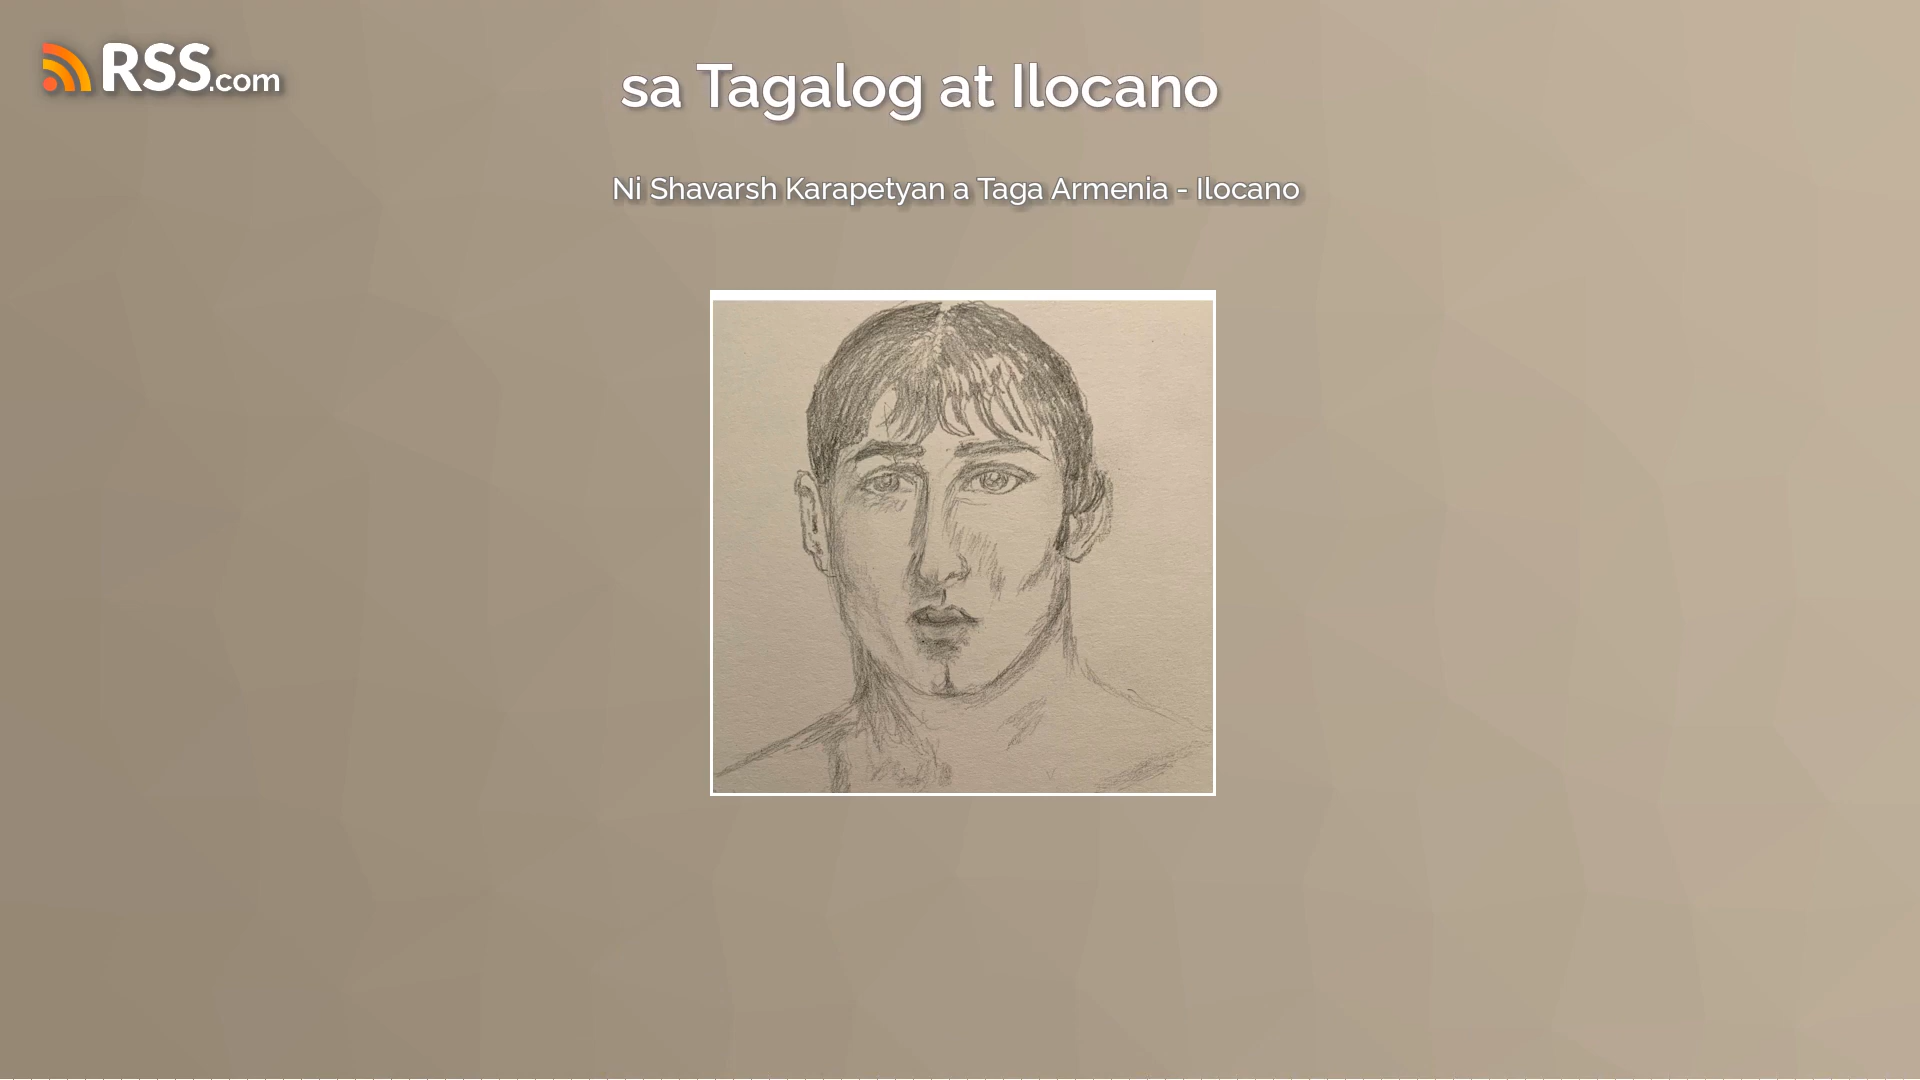 RSS.com
sa Tagalog at Ilocano
Ni Shavarsh Karapetyan a Taga Armenia - Ilocano